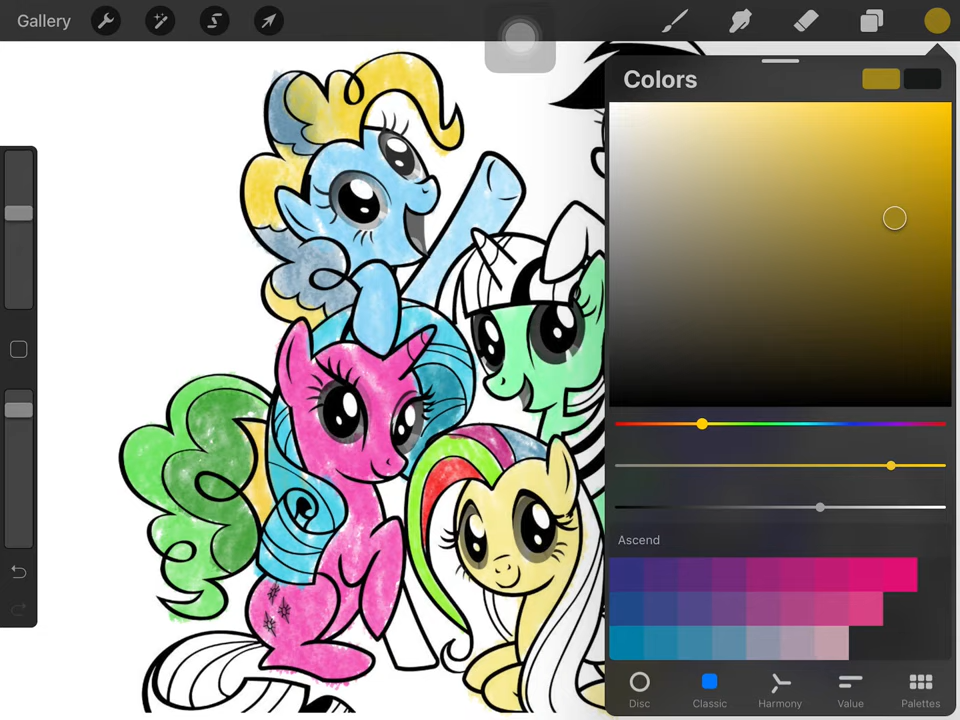 Gallery
Colors
Ascend
Disc
Classic
Harmony
Value
Palettes